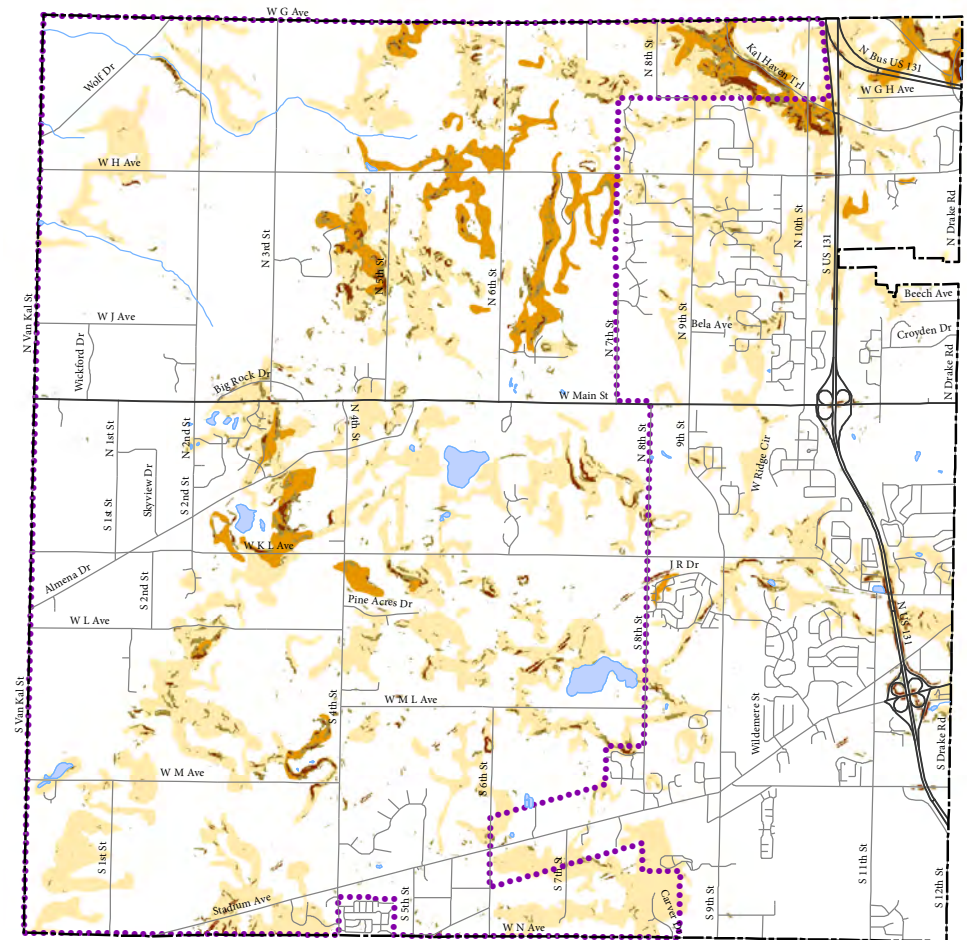 W G Ave
N 8th St
Kal Haven Trl
N Bus US 131
W G H Ave
Wolf Dr
W H Ave
N Drake Rd
N 10th St
N 3rd St
S US 131
N 5th St
N 6th St
N Van Kal St
Beech Ave
W J Ave
N 7th St
N 9th St
Bela Ave
Croyden Dr
Wickford Dr
N Drake Rd
Big Rock Dr
W Main St
N 1st St
N 2nd St
N 4th St
N 8th St
9th St
W Ridge Cir
Skyview Dr
S 2nd St
S 1st St
W K L Ave
Almena Dr
S 2nd St
J R Dr
Pine Acres Dr
N US 131
W L Ave
S 8th St
S Van Kal St
S 4th St
W M L Ave
Wildemere St
S Drake Rd
W M Ave
S 6th St
S 1st St
S 7th St
S 11th St
S 12th St
Stadium Ave
S 5th St
Carver
S 9th St
W N Ave